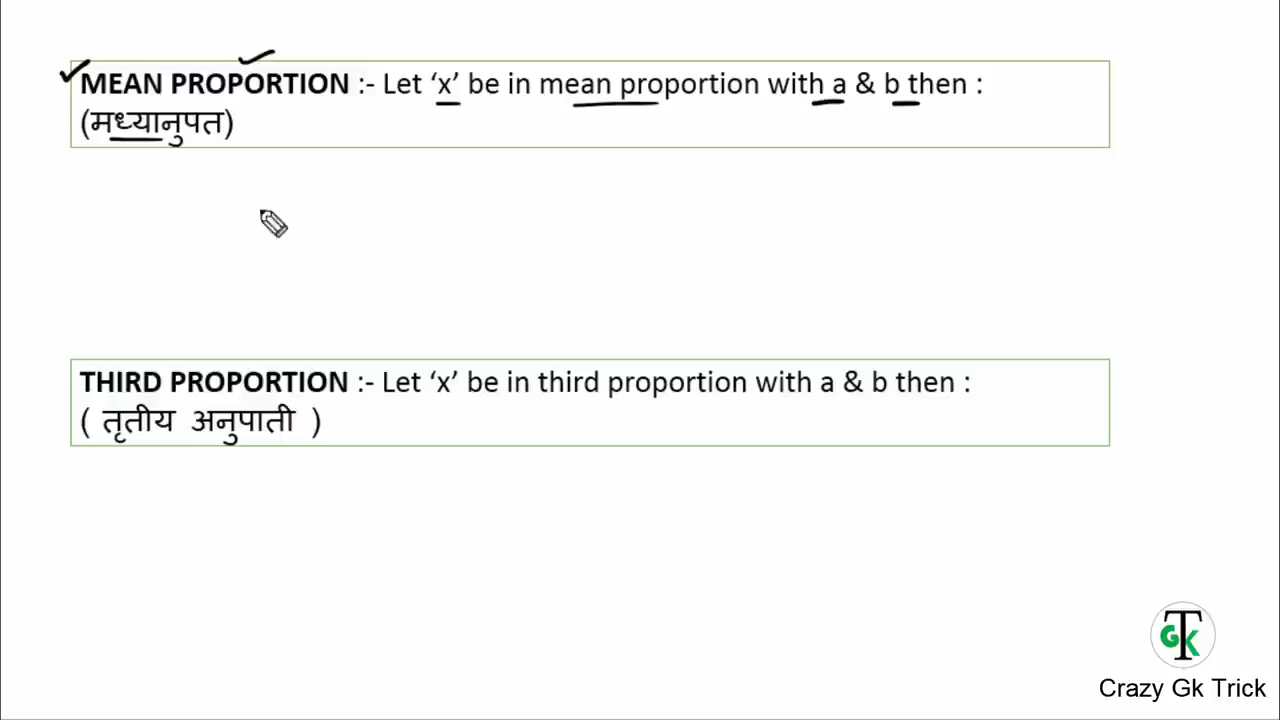 MEAN PROPORTION :- Let ‘x’ be in mean proportion with a & b then :
(मध्यानुपत)
THIRD PROPORTION :- Let ‘x’ be in third proportion with a & b then :
( तृतीय अनुपाती )
GTK
Crazy Gk Trick